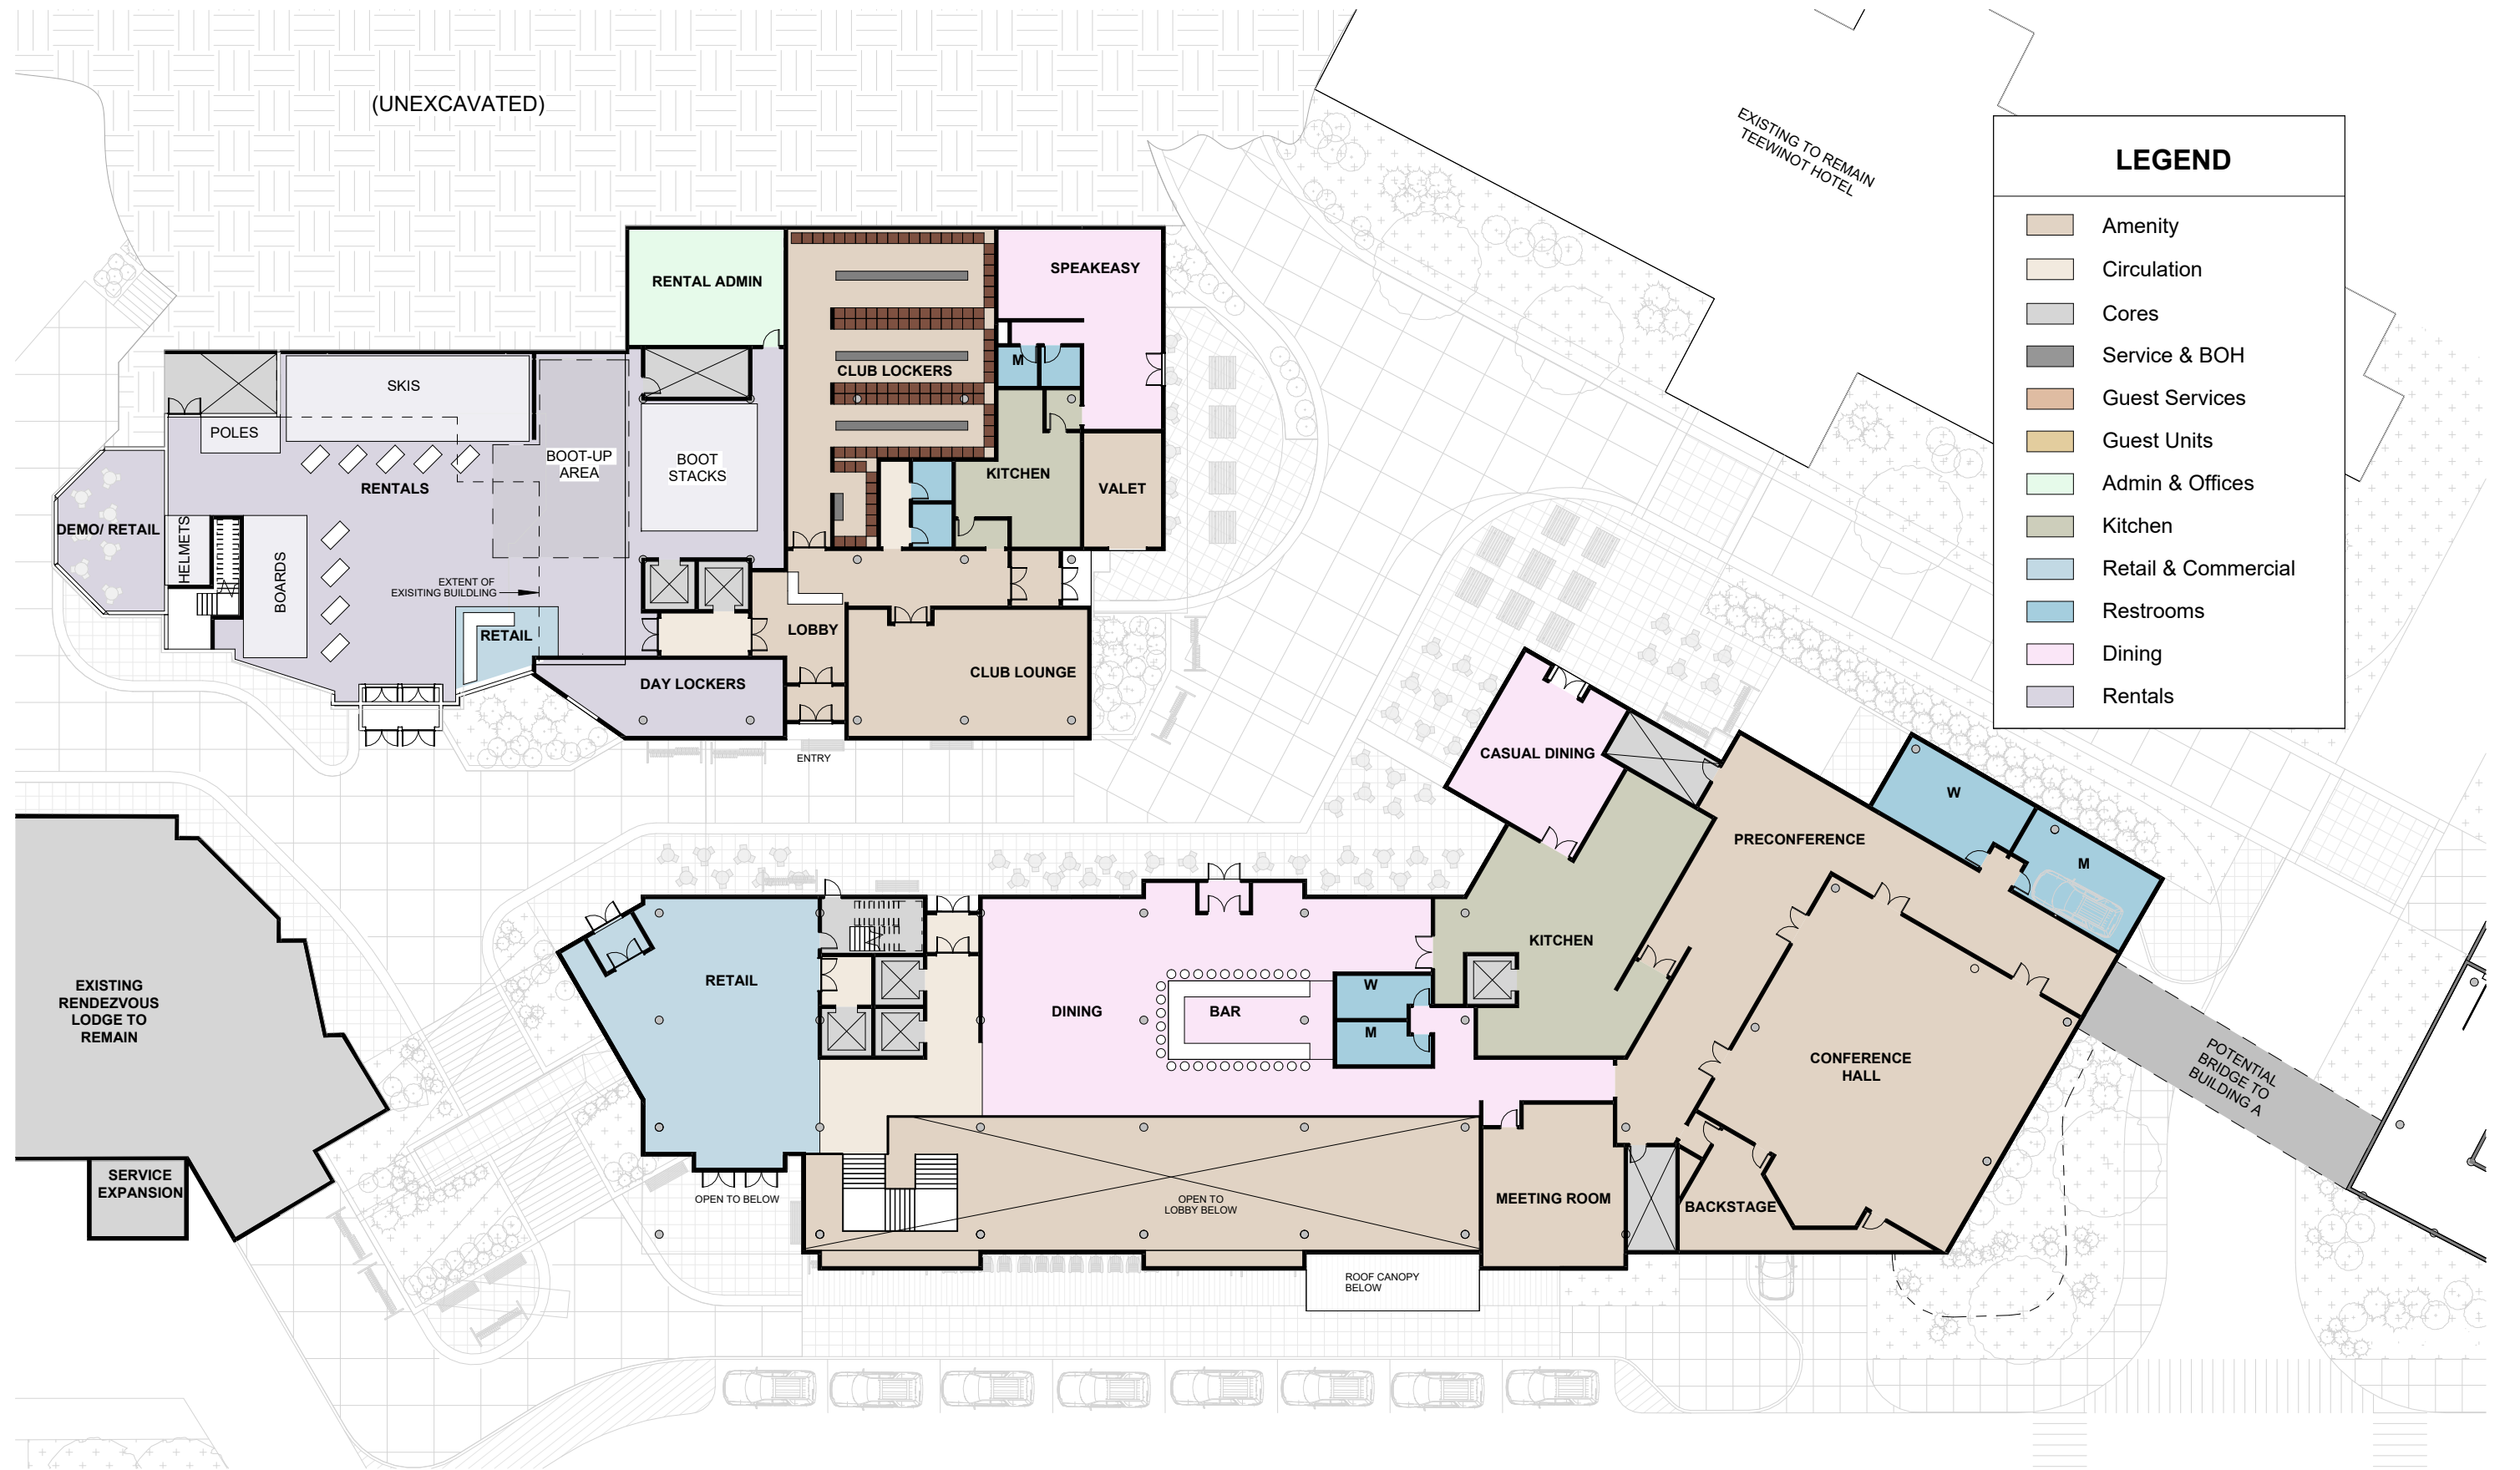 (UNEXCAVATED)
EXISTING TO REMAIN
TEEWINOT HOTEL
LEGEND
Amenity
Circulation
Cores
Service & BOH
Guest Services
Guest Units
Admin & Offices
Kitchen
Retail & Commercial
Restrooms
Dining
Rentals
RENTAL ADMIN
SPEAKEASY
M
CLUB LOCKERS
SKIS
POLES
BOOT-UP
AREA
BOOT
STACKS
KITCHEN
VALET
RENTALS
DEMO/ RETAIL
HELMETS
BOARDS
EXTENT OF
EXISITING BUILDLING
RETAIL
LOBBY
CLUB LOUNGE
DAY LOCKERS
ENTRY
CASUAL DINING
W
PRECONFERENCE
M
KITCHEN
RETAIL
DINING
BAR
W
M
CONFERENCE
HALL
EXISTING
RENDEZVOUS
LODGE TO
REMAIN
POTENTIAL
BRIDGE TO
BUILDING A
SERVICE
EXPANSION
OPEN TO BELOW
OPEN TO
LOBBY BELOW
MEETING ROOM
BACKSTAGE
ROOF CANOPY
BELOW